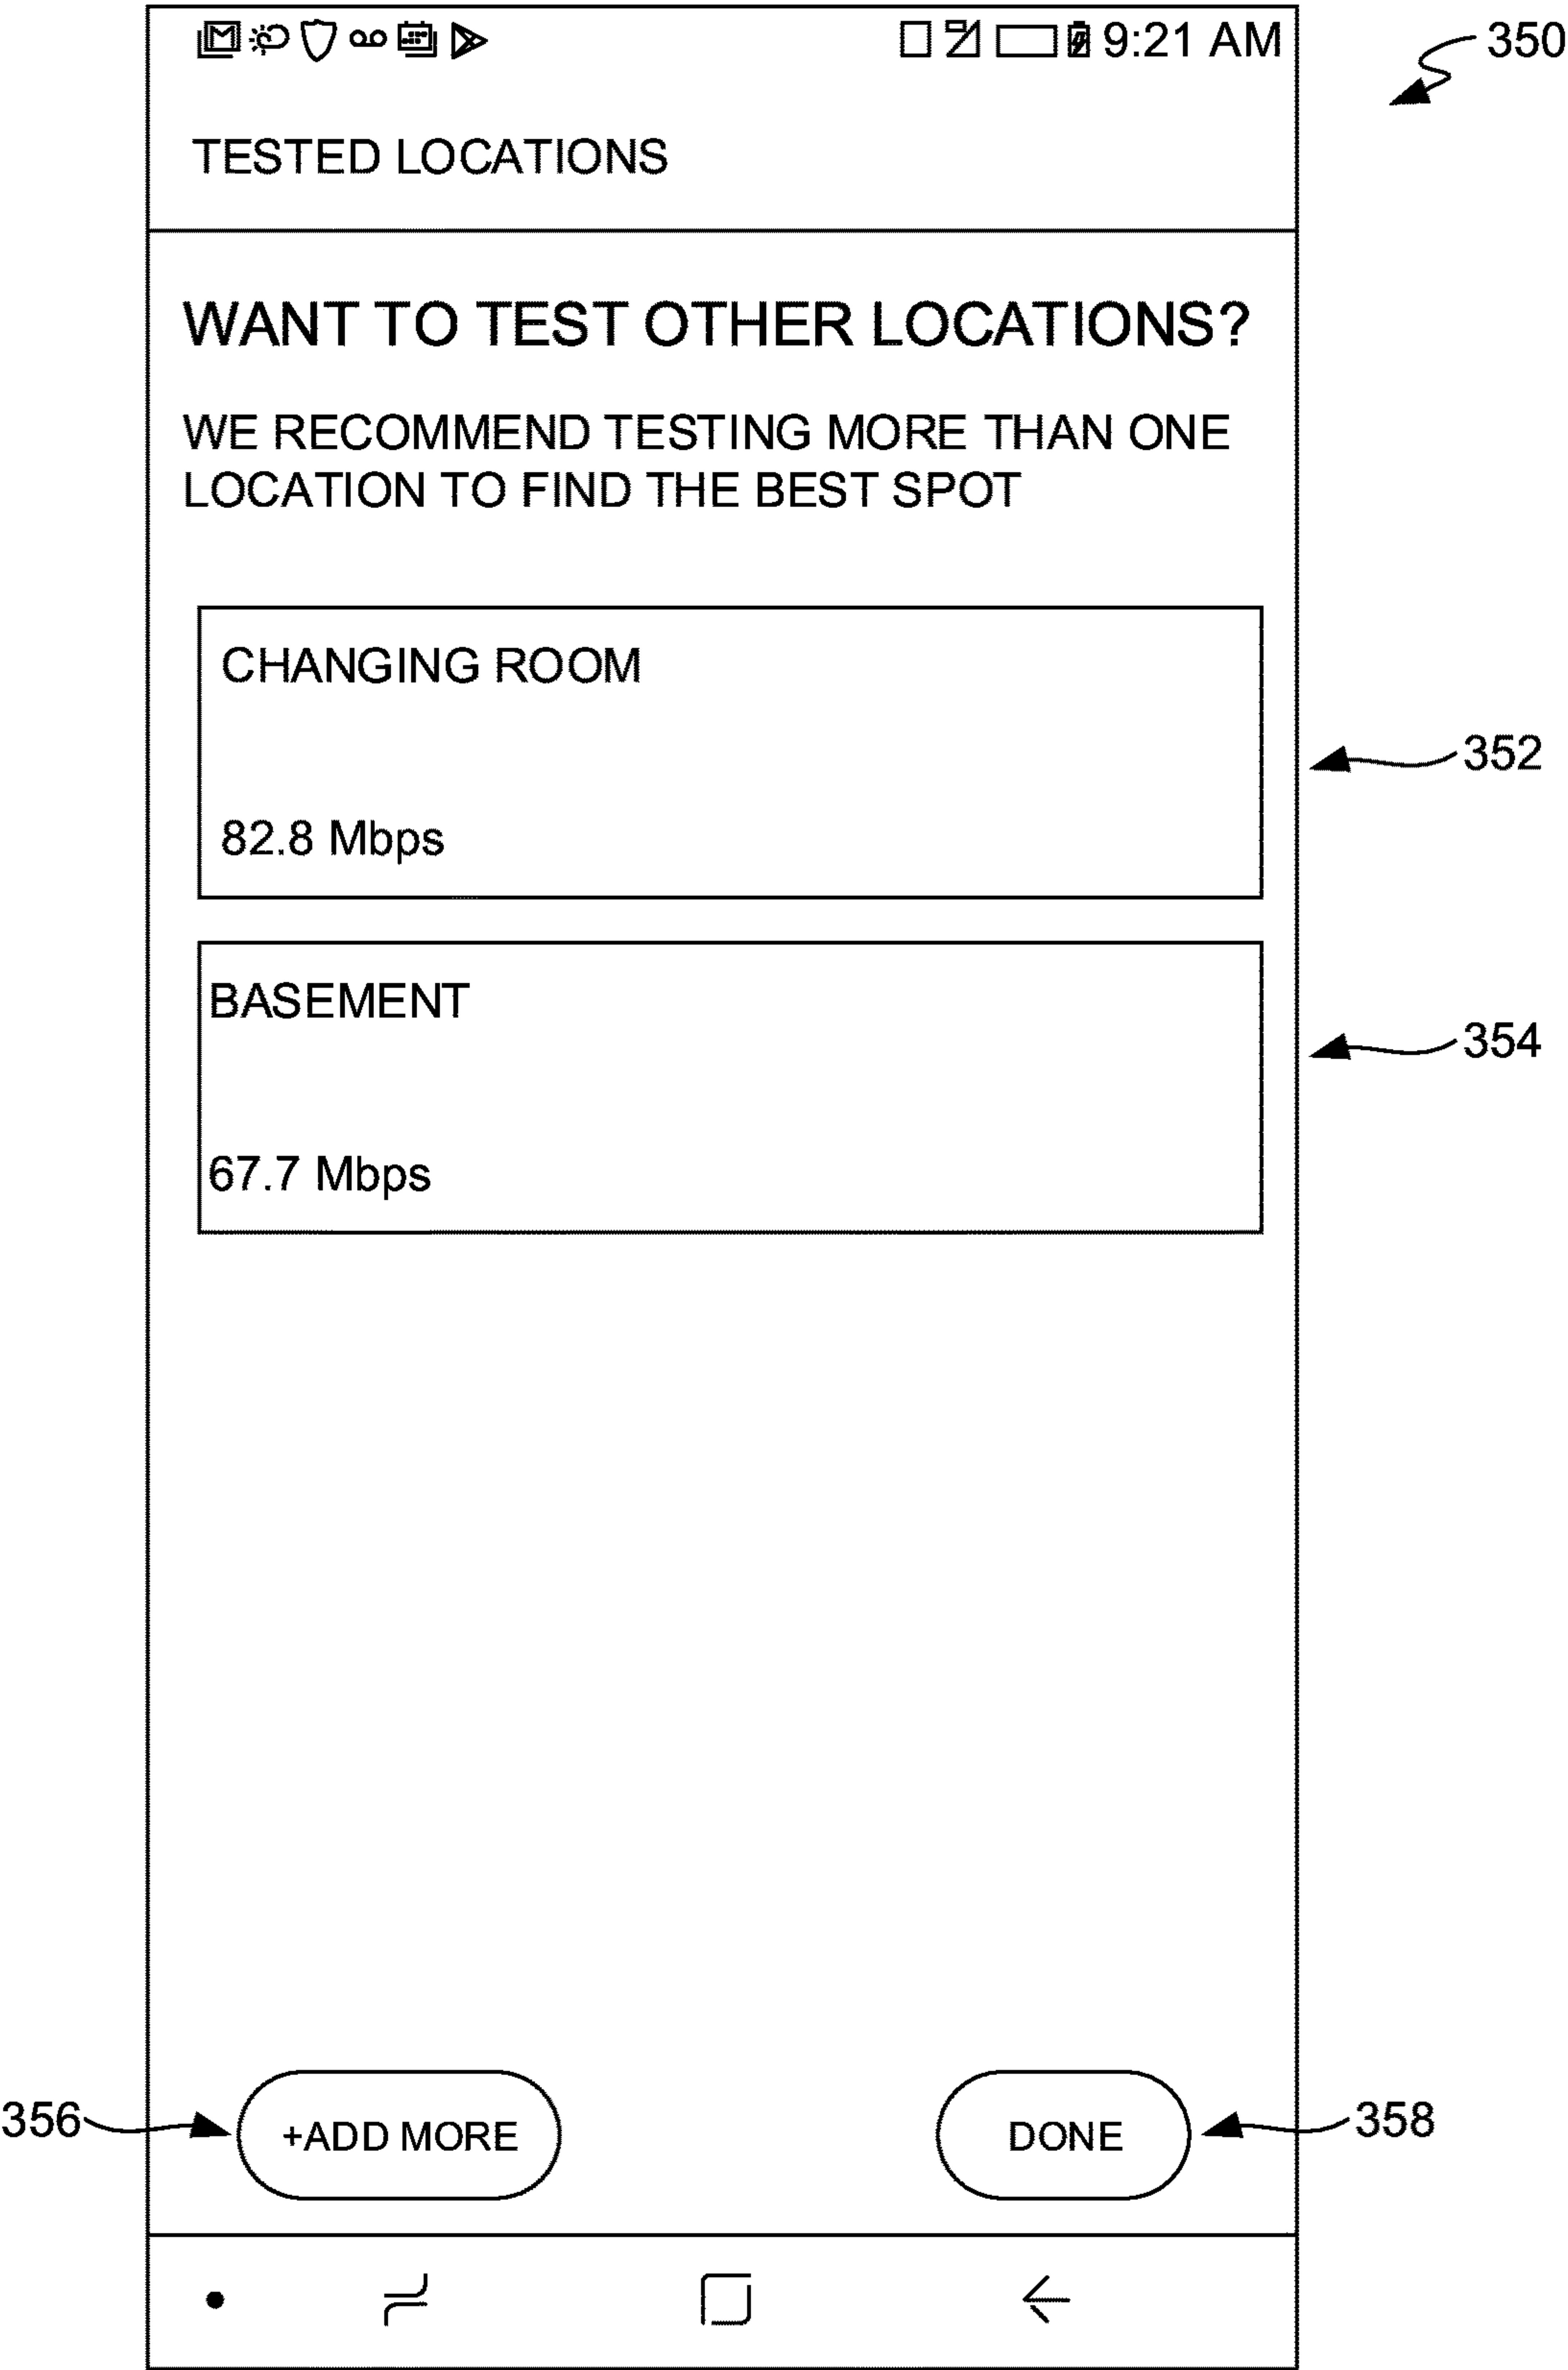 9:21 AM
350
TESTED LOCATIONS
WANT TO TEST OTHER LOCATIONS?
WE RECOMMEND TESTING MORE THAN ONE
LOCATION TO FIND THE BEST SPOT
CHANGING ROOM
352
82.8 Mbps
BASEMENT
354
67.7 Mbps
356
+ADD MORE
DONE
358